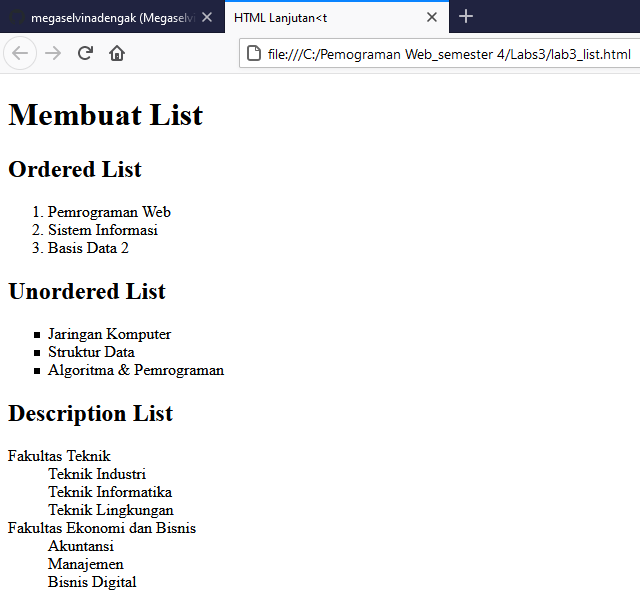 megaselvinadengak (Megaselvi
HTML Lanjutan<t
file:///C:/Pemograman Web_semester 4/Labs3/lab3_list.html
Membuat List
Ordered List
1. Pemrograman Web
2. Sistem Informasi
3. Basis Data 2
Unordered List
▪ Jaringan Komputer
▪ Struktur Data
▪ Algoritma & Pemrograman
Description List
Fakultas Teknik
Teknik Industri
Teknik Informatika
Teknik Lingkungan
Fakultas Ekonomi dan Bisnis
Akuntansi
Manajemen
Bisnis Digital